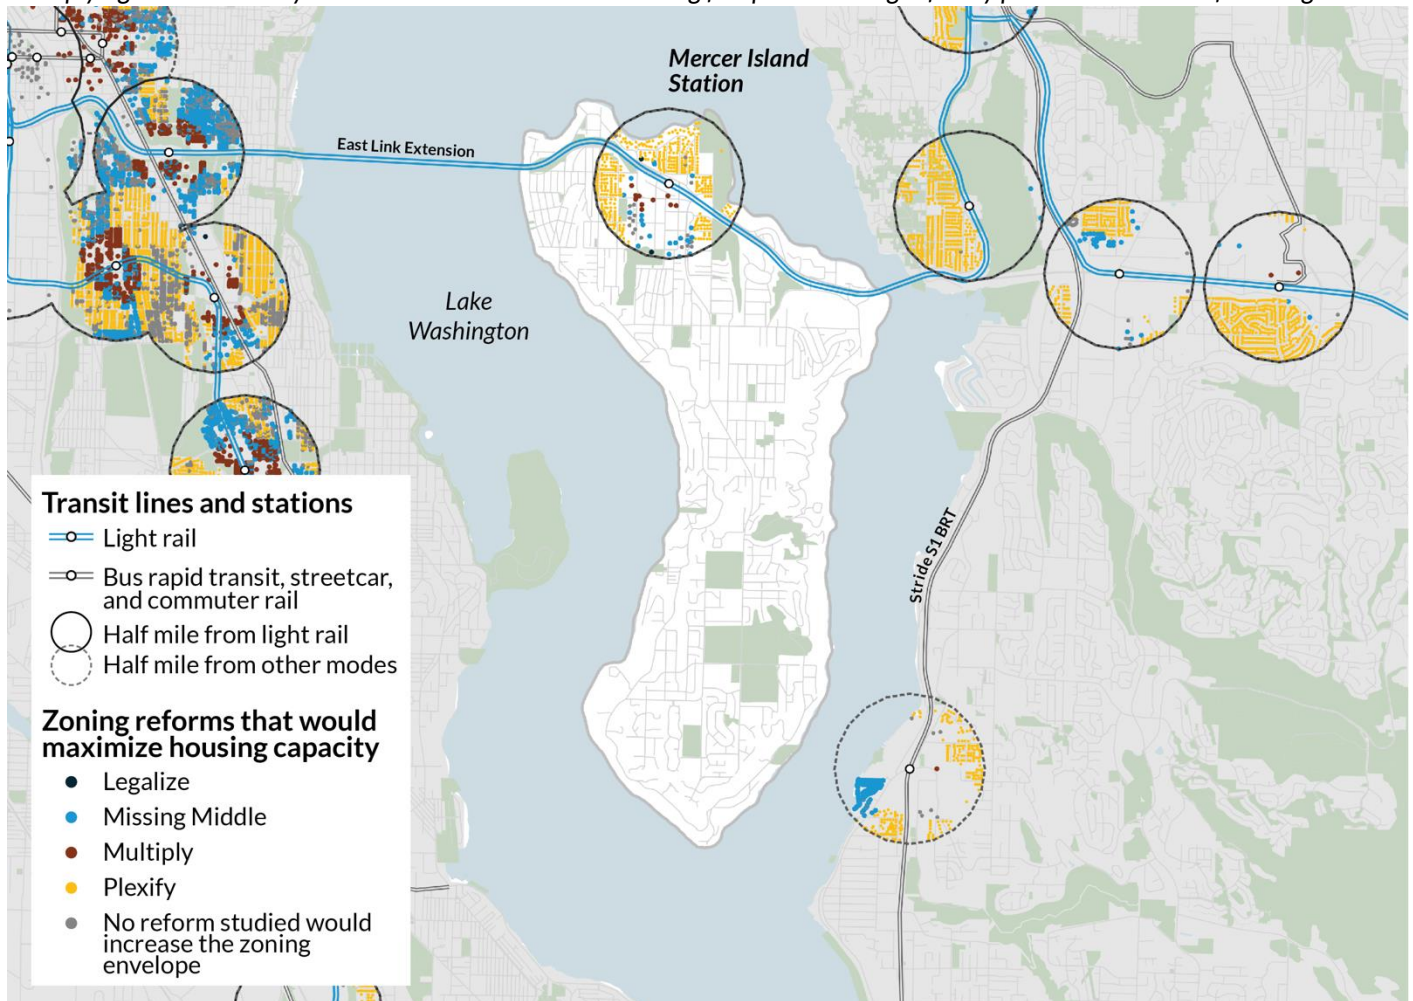 Mercer Island
Station
East Link Extension
Lake
Washington
Stride S1 BRT
Transit lines and stations
Light rail
Bus rapid transit, streetcar,
and commuter rail
Half mile from light rail
Half mile from other modes
Zoning reforms that would
maximize housing capacity
Legalize
Missing Middle
Multiply
Plexify
No reform studied would
increase the zoning
envelope